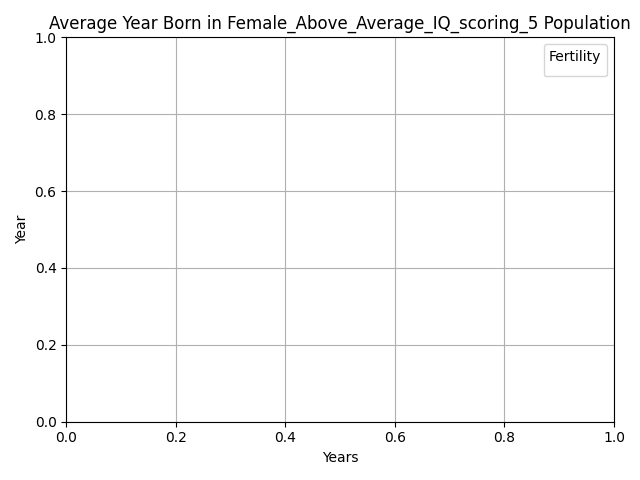 Average Year Born in Female_Above_Average_IQ_scoring_5 Population
Fertility
1.0
0.8
0.6
0.4
0.2
0.0
Year
0.0 0.2 0.4 0.6 0.8 1.0
Years